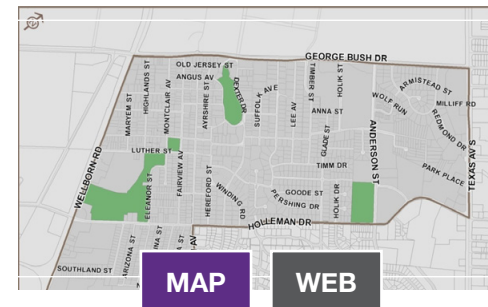 GEORGE BUSH DR
OLD JERSEY ST
ANGUS AV
HIGHLANDS ST
MARYEM ST
MONTCLAIR AV
AYRSHIRE ST
DEXTER DR
SUFFOLK AVE
LEE AV
TIMBER ST
HOLIK ST
ANNA ST
GLADE ST
ANDERSON ST
WOLF RUN
ARMISTEAD ST
MILLIFF RD
REDMOND DR
TEXAS AV S
LUTHER ST
TIMM DR
PARK PLACE
WELLBORN RD
ELEANOR ST
FAIRVIEW AV
HEREFORD ST
WINDING RD
GOODE ST
PERSHING DR
HOLIK DR
HOLLEMAN DR
SOUTHLAND ST
ARIZONA ST
MAP
WEB